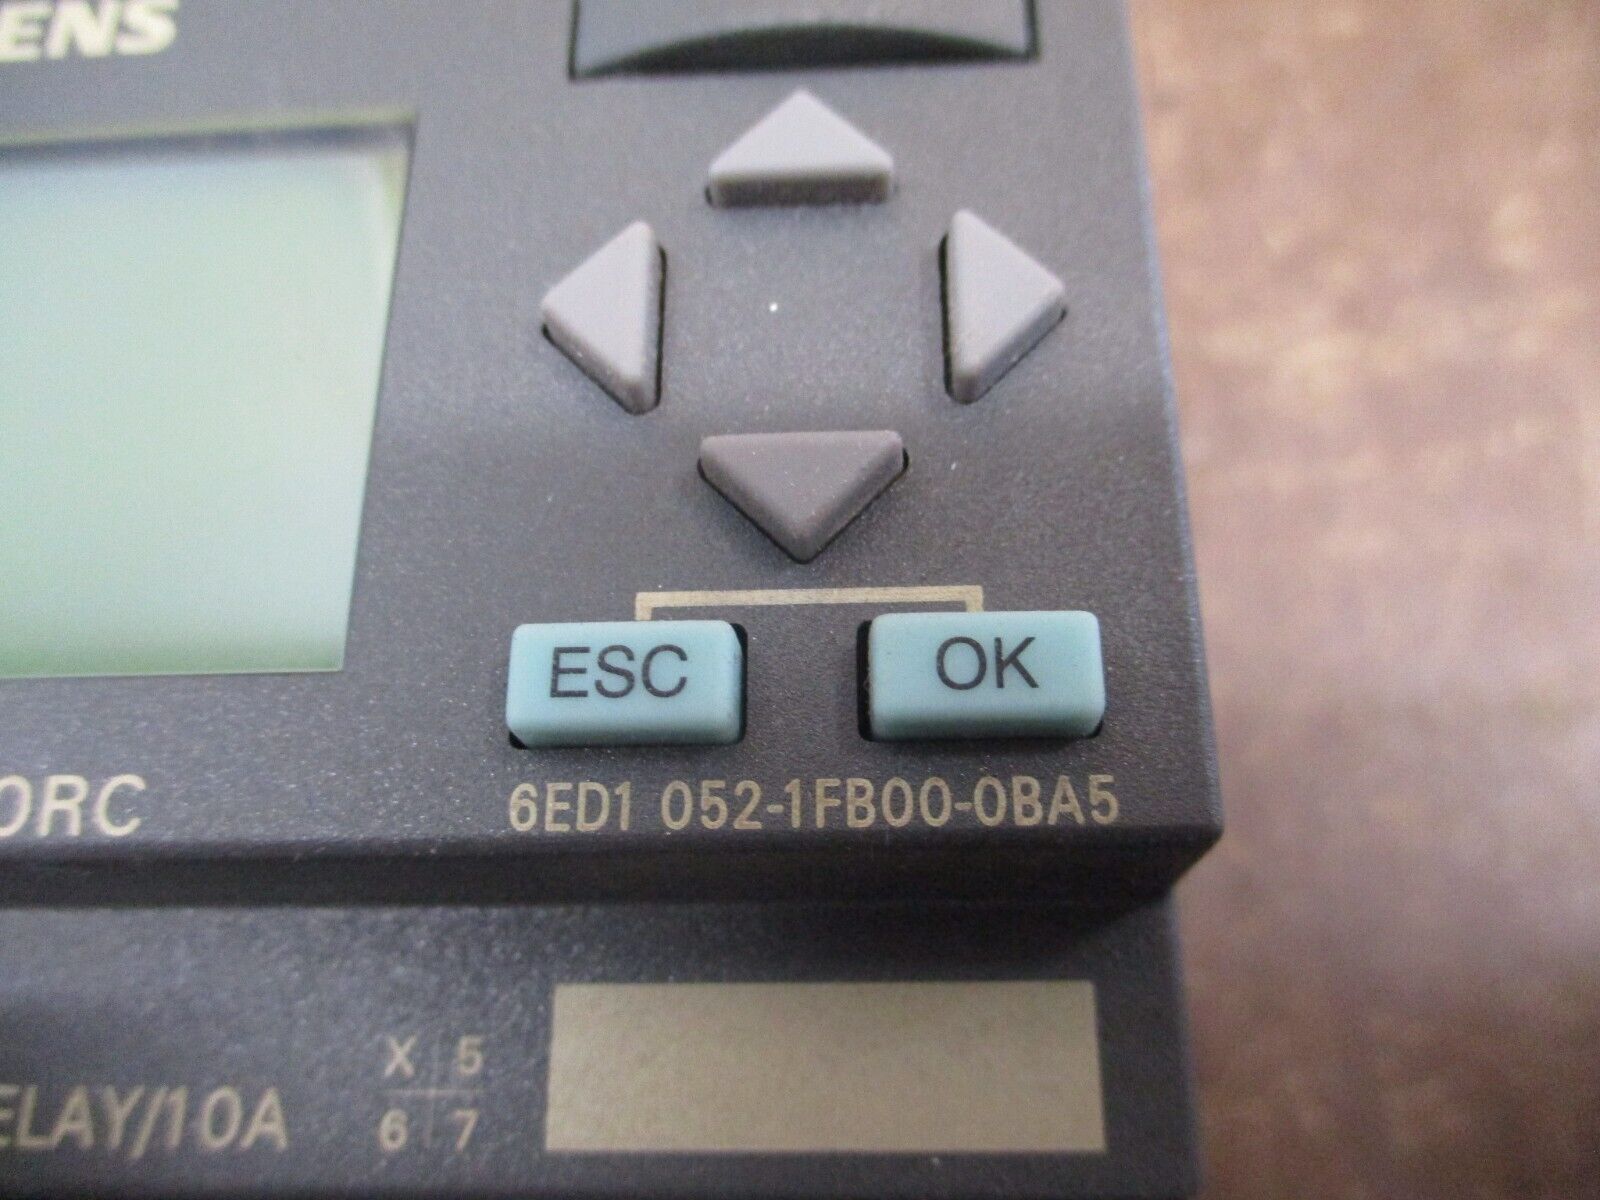 ENS
ESC OK
0RC 6ED1 052-1FB00-0BA5
X 5
ELAY/10A 6 7